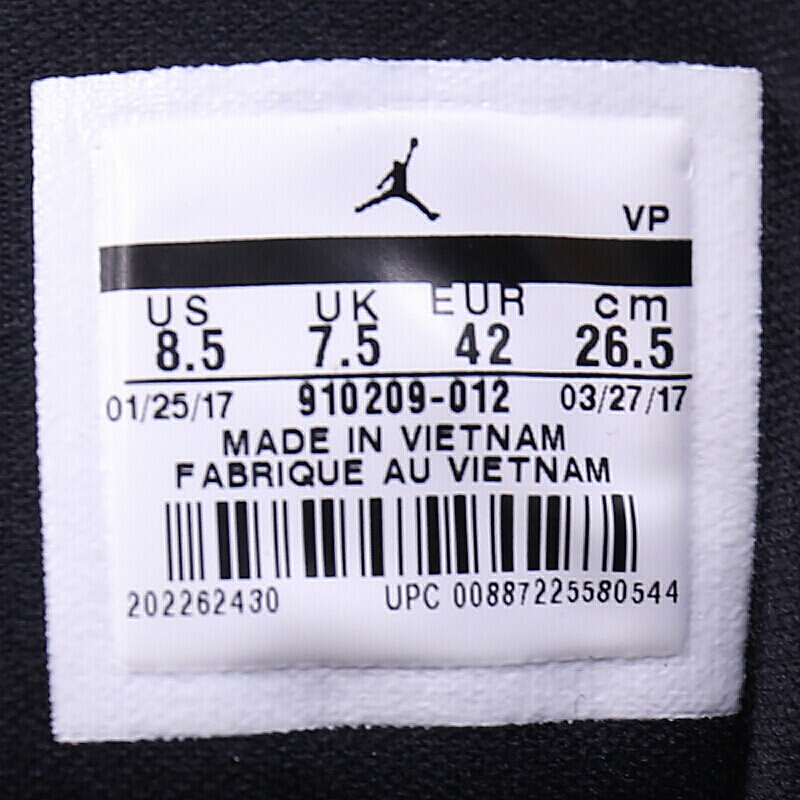 VP
US UK EUR cm
8.5 7.5 42 26.5
01/25/17 910209-012 03/27/17
MADE IN VIETNAM
FABRIQUE AU VIETNAM
202262430 UPC 00887225580544